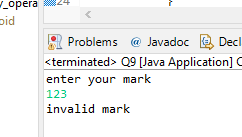 y_opera
24
oid
Problems @ Javadoc Decl
<terminated> Q9 [Java Application] C
enter your mark
123
invalid mark